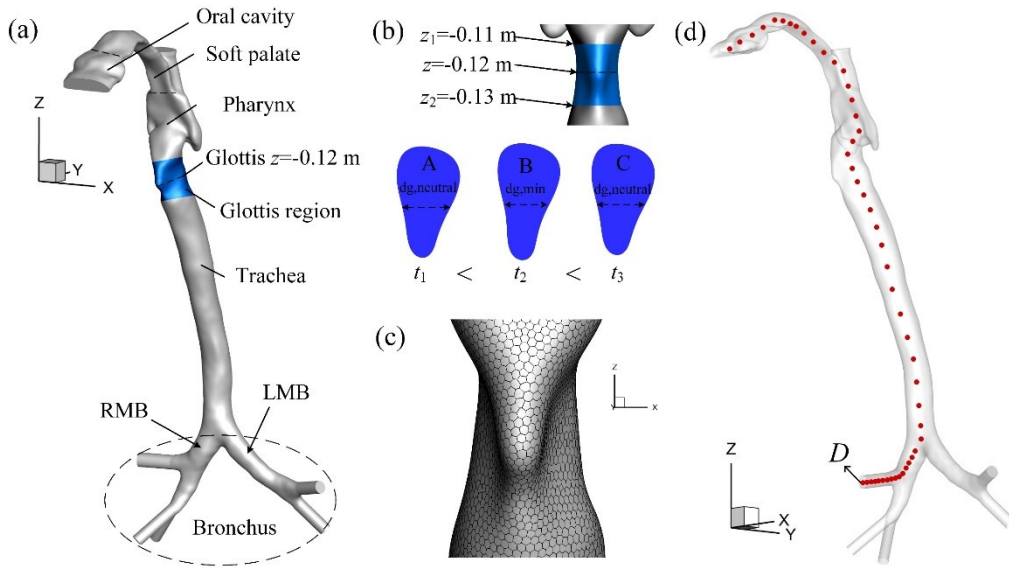 (a)
Oral cavity
Soft palate
Pharynx
Z
Y
X
Glottis z=-0.12 m
Glottis region
Trachea
RMB
LMB
Bronchus
(b)
z1=-0.11 m
z=-0.12 m
z2=-0.13 m
A
B
C
dg,neutral
dg,min
dg,neutral
t1 < t2 < t3
(c)
z
Y
x
(d)
D
Z
X
Y